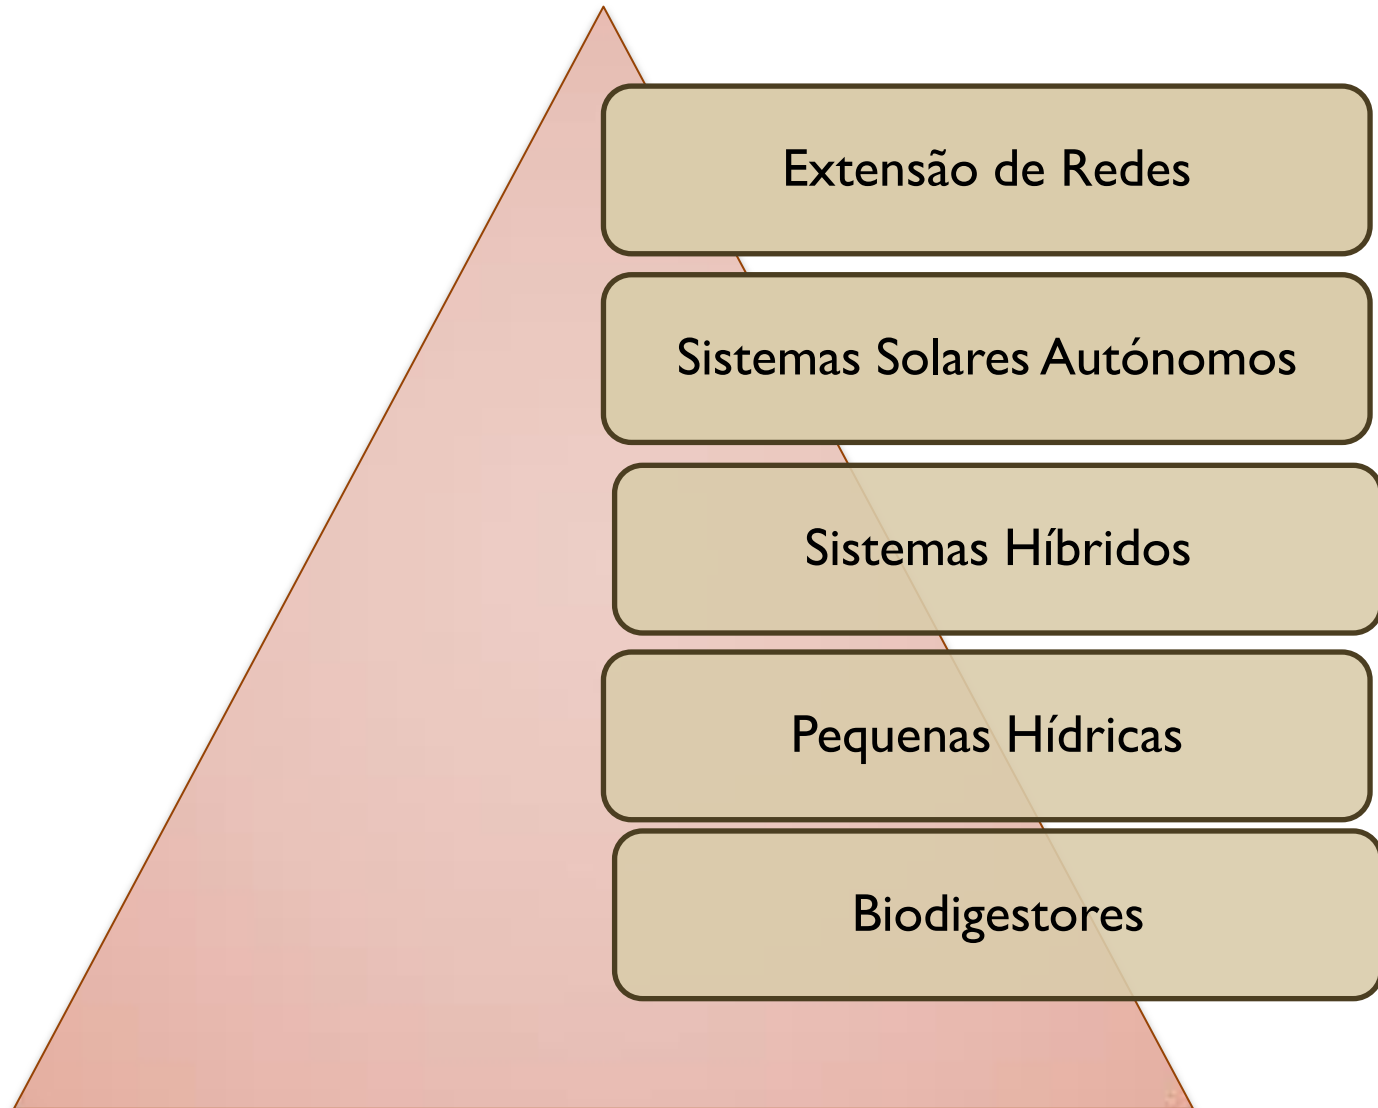 Extensão de Redes
Sistemas Solares Autónomos
Sistemas Híbridos
Pequenas Hídricas
Biodigestores